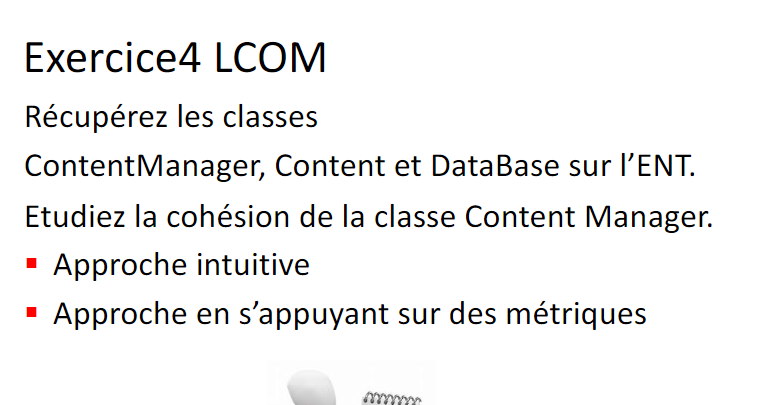 Exercice4 LCOM
Récupérez les classes
ContentManager, Content et DataBase sur l’ENT.
Etudiez la cohésion de la classe Content Manager.
Approche intuitive
Approche en s’appuyant sur des métriques